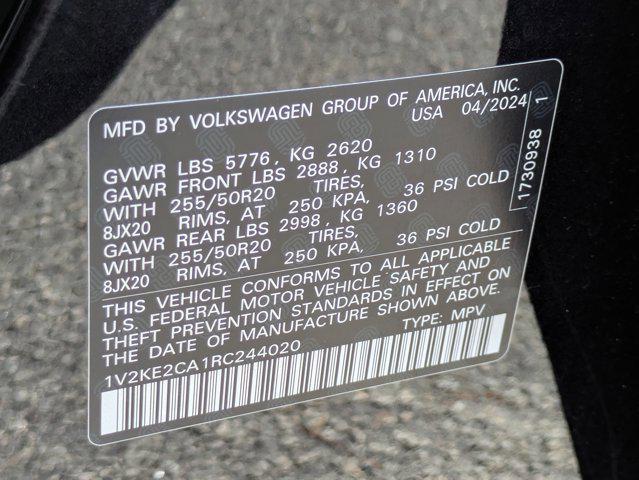 MFD BY VOLKSWAGEN GROUP OF AMERICA, INC.
USA 04/2024
GVWR LBS 5776, KG 2620
GAWR FRONT LBS 2888, KG 1310
WITH 255/50R20 TIRES,
8JX20 RIMS, AT 250 KPA, 36 PSI COLD
GAWR REAR LBS 2998, KG 1360
WITH 255/50R20 TIRES,
8JX20 RIMS, AT 250 KPA, 36 PSI COLD
THIS VEHICLE CONFORMS TO ALL APPLICABLE
U.S. FEDERAL MOTOR VEHICLE SAFETY AND
THEFT PREVENTION STANDARDS IN EFFECT ON
THE DATE OF MANUFACTURE SHOWN ABOVE.
1V2KE2CA1RC244020 TYPE: MPV
1730938 1